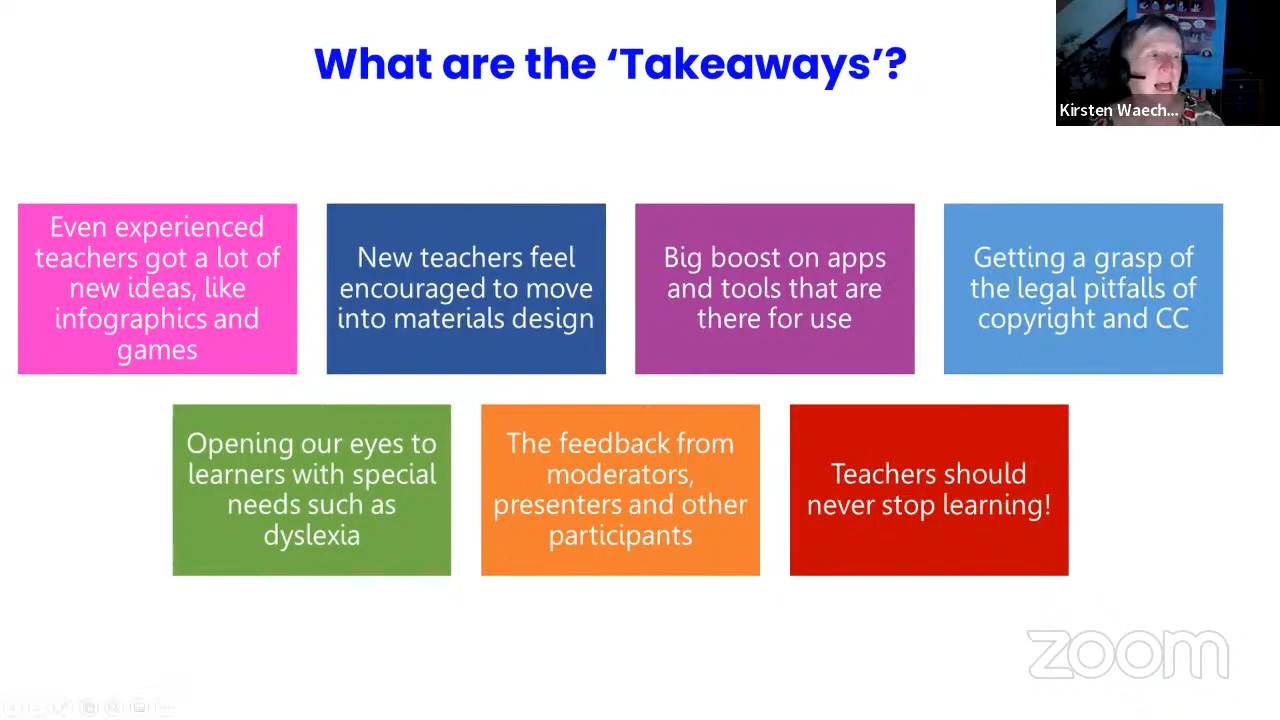 What are the ‘Takeaways’?
Kirsten Waech...
Even experienced
teachers got a lot of
new ideas, like
infographics and
games
New teachers feel
encouraged to move
into materials design
Big boost on apps
and tools that are
there for use
Getting a grasp of
the legal pitfalls of
copyright and CC
Opening our eyes to
learners with special
needs such as
dyslexia
The feedback from
moderators,
presenters and other
participants
Teachers should
never stop learning!
zoom